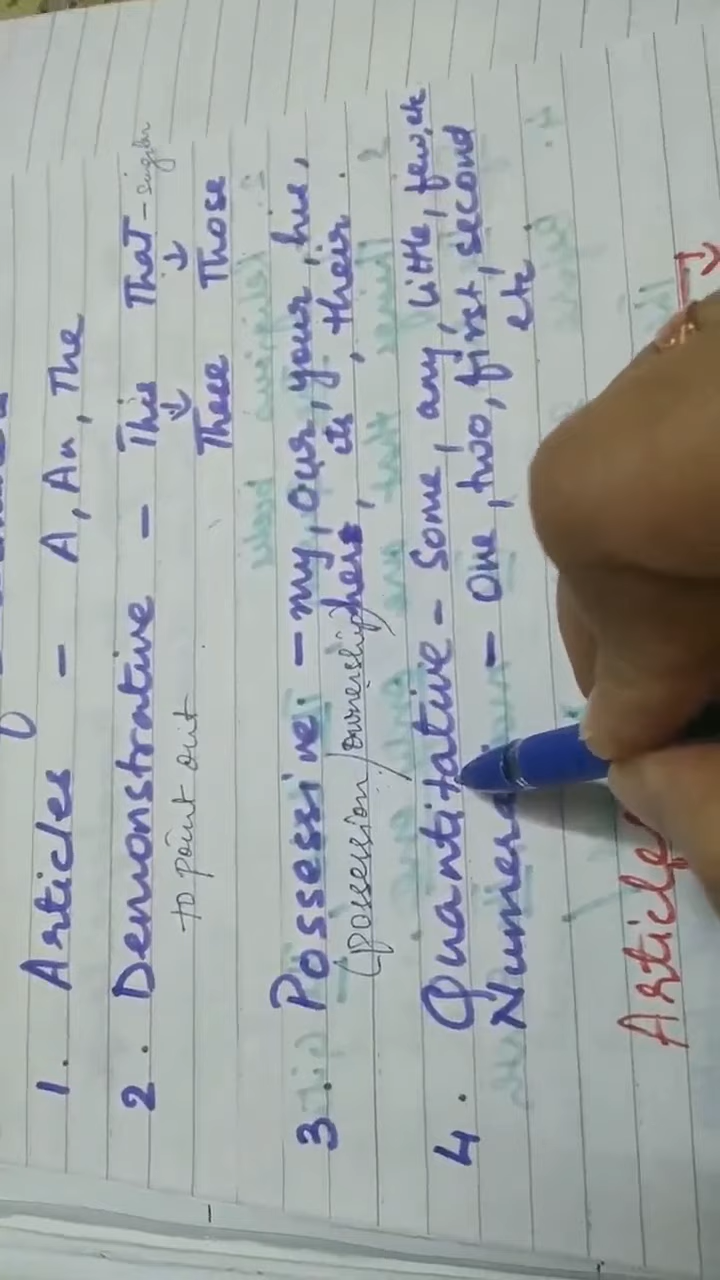 1. Articles - A, An, The
2. Demonstrative - This That - singular
to point out These Those
3. Possessive - my, our, your, his,
(possession/ownership) her, its, their.
4. Quantitative - Some, any, little, few, etc
Numeral - One, two, first, second
etc.
Article